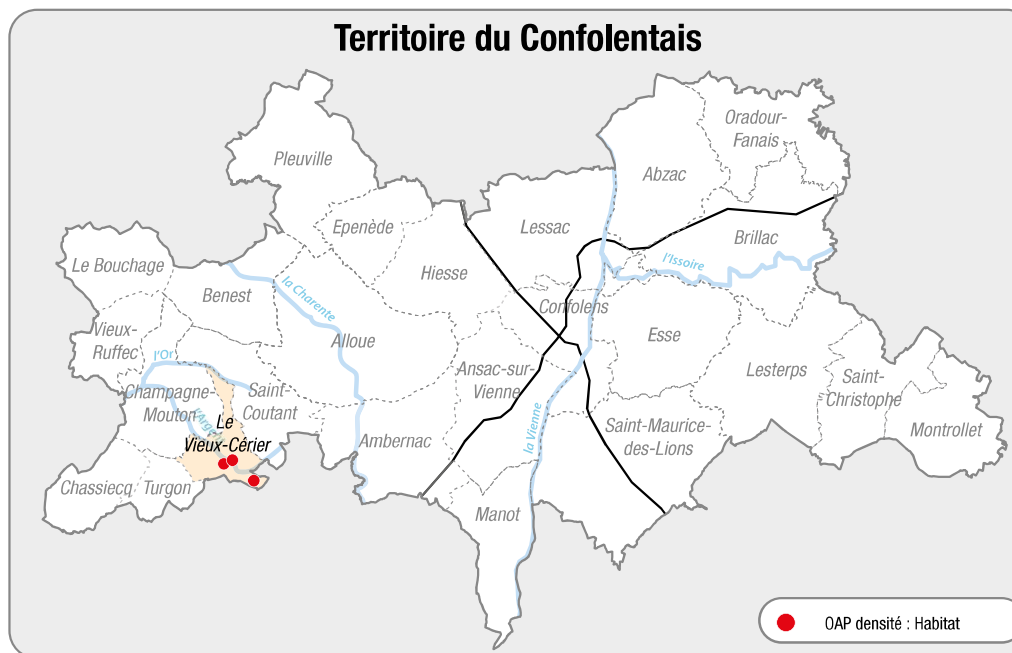 Territoire du Confolentais
Oradour-
Fanais
Pleuville
Abzac
Epenède
Lessac
Brillac
Le Bouchage
l'Issoire
Hiesse
Benest
la Charente
Confolens
Vieux-
Ruffec
Esse
Alloue
l'Or
Ansac-sur-
Vienne
Lesterps
Saint-
Christophe
Champagne-
Mouton
Saint-
Coutant
l'Argent
Le
Vieux-Cérier
la Vienne
Saint-Maurice-
des-Lions
Montrollet
Ambernac
Chassiecq
Turgon
Manot
OAP densité : Habitat